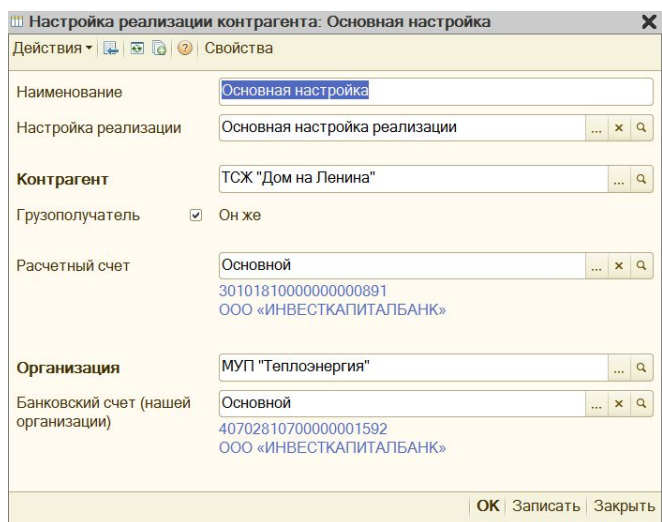 Настройка реализации контрагента: Основная настройка
Действия Свойства
Наименование Основная настройка
Настройка реализации Основная настройка реализации ... x
Контрагент ТСЖ "Дом на Ленина" ...
Грузополучатель Он же
Расчетный счет Основной ... x
30101810000000000891
ООО «ИНВЕСТКАПИТАЛБАНК»
Организация МУП "Теплоэнергия" ...
Банковский счет (нашей Основной ... x
организации)
40702810700000001592
ООО «ИНВЕСТКАПИТАЛБАНК»
OK Записать Закрыть